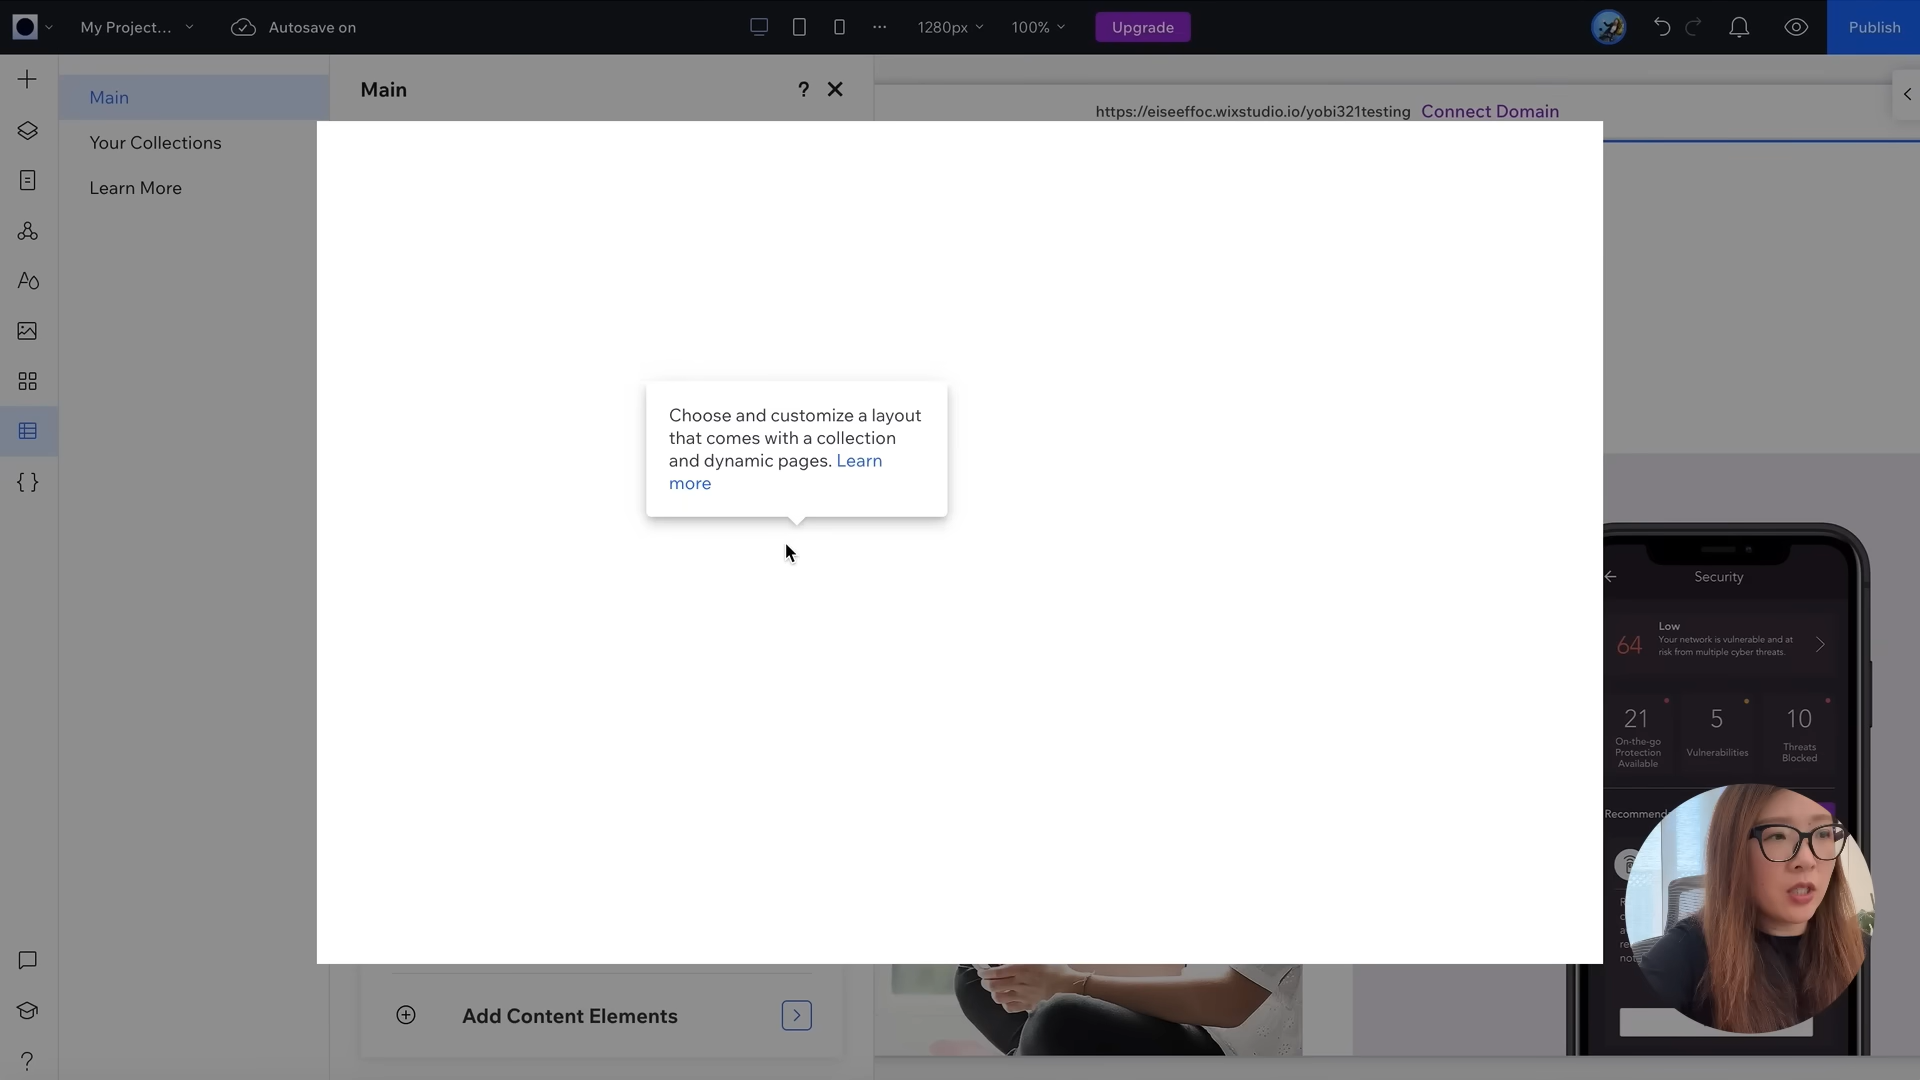 My Project...
Autosave on
1280px
100%
Upgrade
Publish
Main
Your Collections
Learn More
Main
?
https://eiseeffoc.wixstudio.io/yobi321testing Connect Domain
Choose and customize a layout
that comes with a collection
and dynamic pages. Learn
more
Security
64
Low
Your network is vulnerable and at
risk from multiple cyber threats.
21
On-the-go
Protection
Available
5
Vulnerabilities
10
Threats
Blocked
Add Content Elements